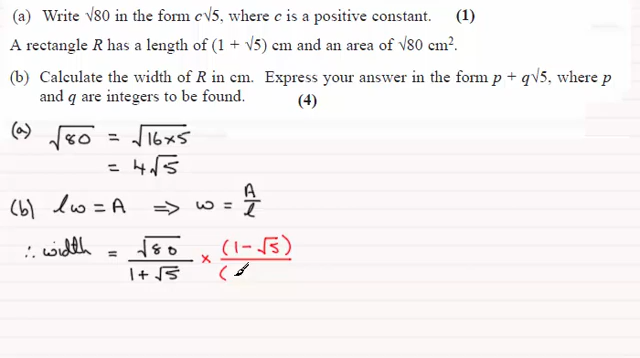 (a) Write √80 in the form c√5, where c is a positive constant. (1)
A rectangle R has a length of (1 + √5) cm and an area of √80 cm².
(b) Calculate the width of R in cm. Express your answer in the form p + q√5, where p
and q are integers to be found. (4)
(a) √80 = √16×5
= 4√5
(b) lw = A ⇒ w = A/l
∴ width = √80/(1+√5) × (1-√5)/(